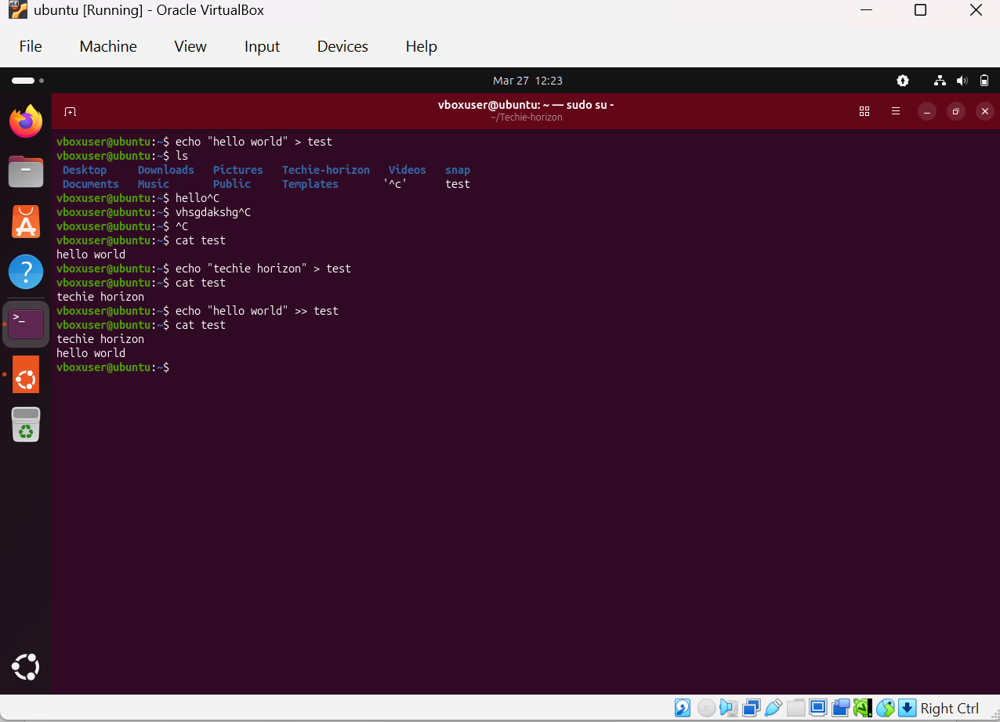 ubuntu [Running] - Oracle VirtualBox
File Machine View Input Devices Help
Mar 27 12:23
vboxuser@ubuntu: ~ — sudo su -
~/Techie-horizon
vboxuser@ubuntu:~$ echo "hello world" > test
vboxuser@ubuntu:~$ ls
Desktop Downloads Pictures Techie-horizon Videos snap
Documents Music Public Templates '^c' test
vboxuser@ubuntu:~$ hello^C
vboxuser@ubuntu:~$ vhsgdakshg^C
vboxuser@ubuntu:~$ ^C
vboxuser@ubuntu:~$ cat test
hello world
vboxuser@ubuntu:~$ echo "techie horizon" > test
vboxuser@ubuntu:~$ cat test
techie horizon
vboxuser@ubuntu:~$ echo "hello world" >> test
vboxuser@ubuntu:~$ cat test
techie horizon
hello world
vboxuser@ubuntu:~$
Right Ctrl